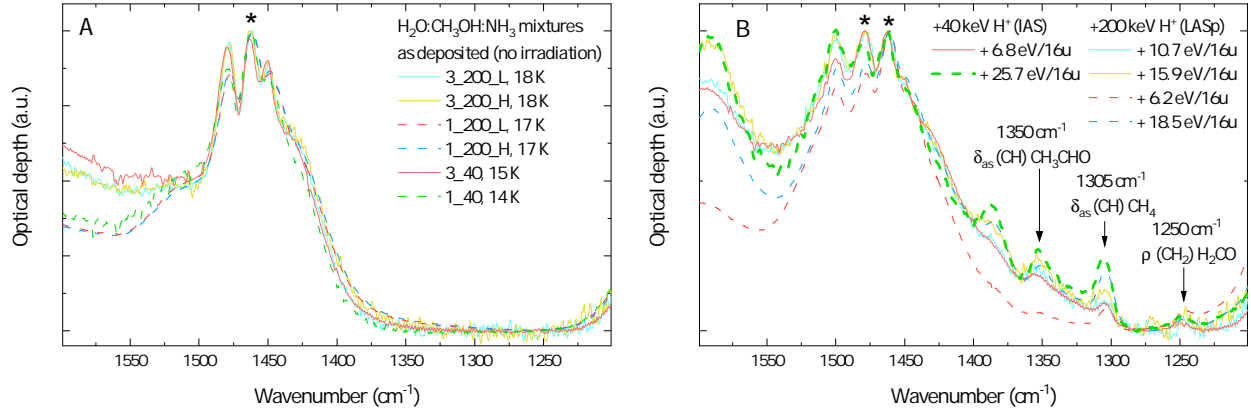 A
*
H₂O:CH₃OH:NH₃ mixtures
as deposited (no irradiation)
3_200_L, 18 K
3_200_H, 18 K
1_200_L, 17 K
1_200_H, 17 K
3_40, 15 K
1_40, 14 K
Optical depth (a.u.)
1550 1500 1450 1400 1350 1300 1250
Wavenumber (cm⁻¹)
B
* *
+40 keV H⁺ (IAS)
+ 6.8 eV/16u
+ 25.7 eV/16u
+200 keV H⁺ (LASp)
+ 10.7 eV/16u
+ 15.9 eV/16u
+ 6.2 eV/16u
+ 18.5 eV/16u
1350 cm⁻¹
δas (CH) CH₃CHO
1305 cm⁻¹
δas (CH) CH₄
1250 cm⁻¹
ρ (CH₂) H₂CO
Optical depth (a.u.)
1550 1500 1450 1400 1350 1300 1250
Wavenumber (cm⁻¹)